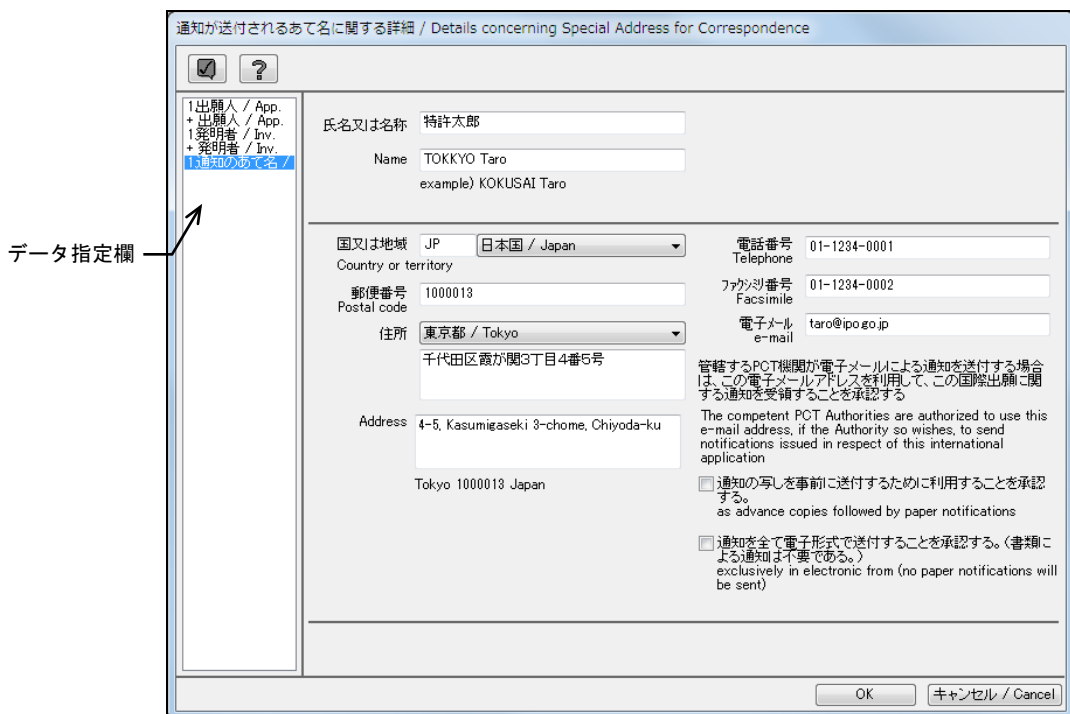 通知が送付されるあて名に関する詳細 / Details concerning Special Address for Correspondence
?
1出願人 / App.
+ 出願人 / App.
1発明者 / Inv.
+ 発明者 / Inv.
1通知のあて名 /
データ指定欄
氏名又は名称 特許太郎
Name TOKKYO Taro
example) KOKUSAI Taro
国又は地域 JP 日本国 / Japan
Country or territory
郵便番号 1000013
Postal code
住所 東京都 / Tokyo
千代田区霞が関3丁目4番5号
Address 4-5, Kasumigaseki 3-chome, Chiyoda-ku
Tokyo 1000013 Japan
電話番号 01-1234-0001
Telephone
ファクシミリ番号 01-1234-0002
Facsimile
電子メール taro@ipo.go.jp
e-mail
管轄するPCT機関が電子メールによる通知を送付する場合
は、この電子メールアドレスを利用して、この国際出願に関
する通知を受領することを承認する
The competent PCT Authorities are authorized to use this
e-mail address, if the Authority so wishes, to send
notifications issued in respect of this international
application
通知の写しを事前に送付するために利用することを承認
する。
as advance copies followed by paper notifications
通知を全て電子形式で送付することを承認する。(書類に
よる通知は不要である。)
exclusively in electronic from (no paper notifications will
be sent)
OK キャンセル / Cancel